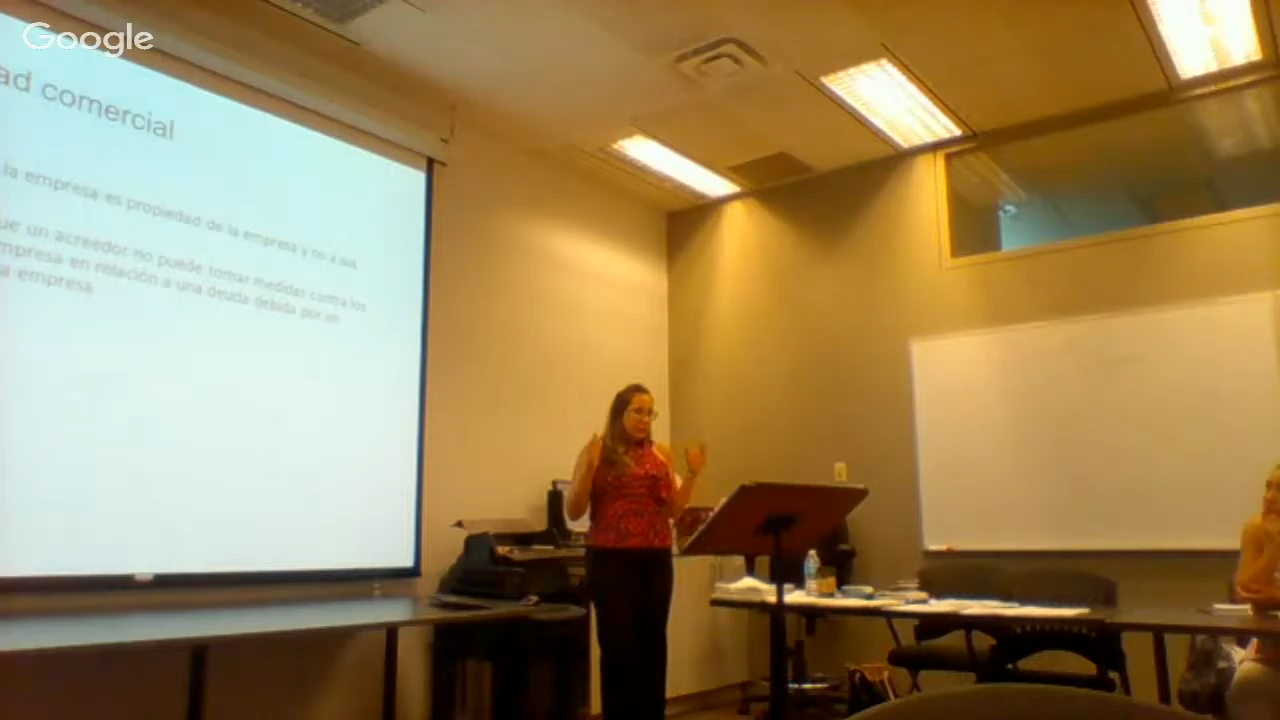 Google
ad comercial
la empresa es propiedad de la empresa y no a sus
ue un acreedor no puede tomar medidas contra los
mpresa en relación a una deuda debida por un
a empresa